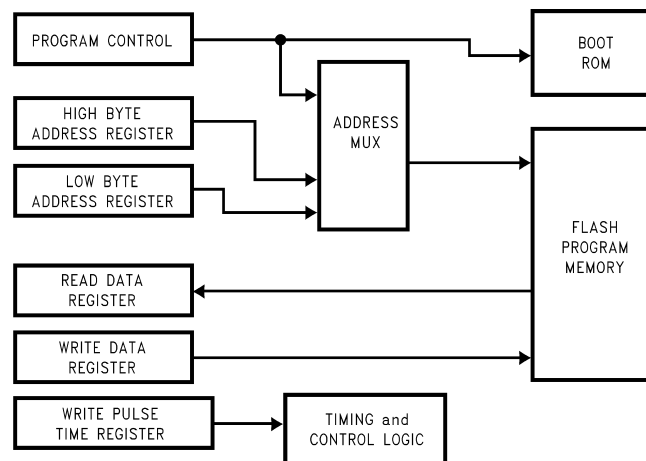 PROGRAM CONTROL
BOOT
ROM
HIGH BYTE
ADDRESS REGISTER
ADDRESS
MUX
LOW BYTE
ADDRESS REGISTER
FLASH
PROGRAM
MEMORY
READ DATA
REGISTER
WRITE DATA
REGISTER
WRITE PULSE
TIME REGISTER
TIMING and
CONTROL LOGIC